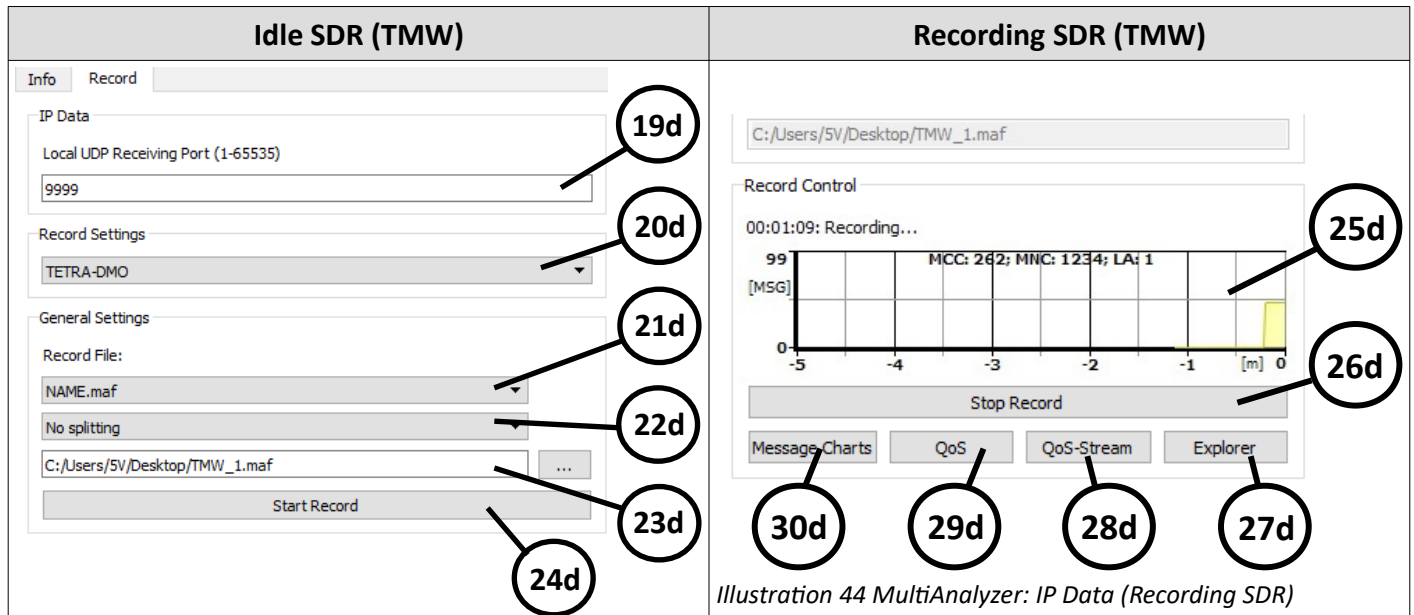 Idle SDR (TMW)
Recording SDR (TMW)
Info Record
IP Data
19d
Local UDP Receiving Port (1-65535)
9999
Record Settings
20d
TETRA-DMO
General Settings
21d
Record File:
NAME.maf
No splitting
22d
C:/Users/5V/Desktop/TMW_1.maf
...
Start Record
23d
24d
C:/Users/5V/Desktop/TMW_1.maf
Record Control
00:01:09: Recording...
25d
99
MCC: 262; MNC: 1234; LA: 1
[MSG]
0
-5 -4 -3 -2 -1 [m] 0
26d
Stop Record
Message Charts QoS QoS-Stream Explorer
30d 29d 28d 27d
Illustration 44 MultiAnalyzer: IP Data (Recording SDR)